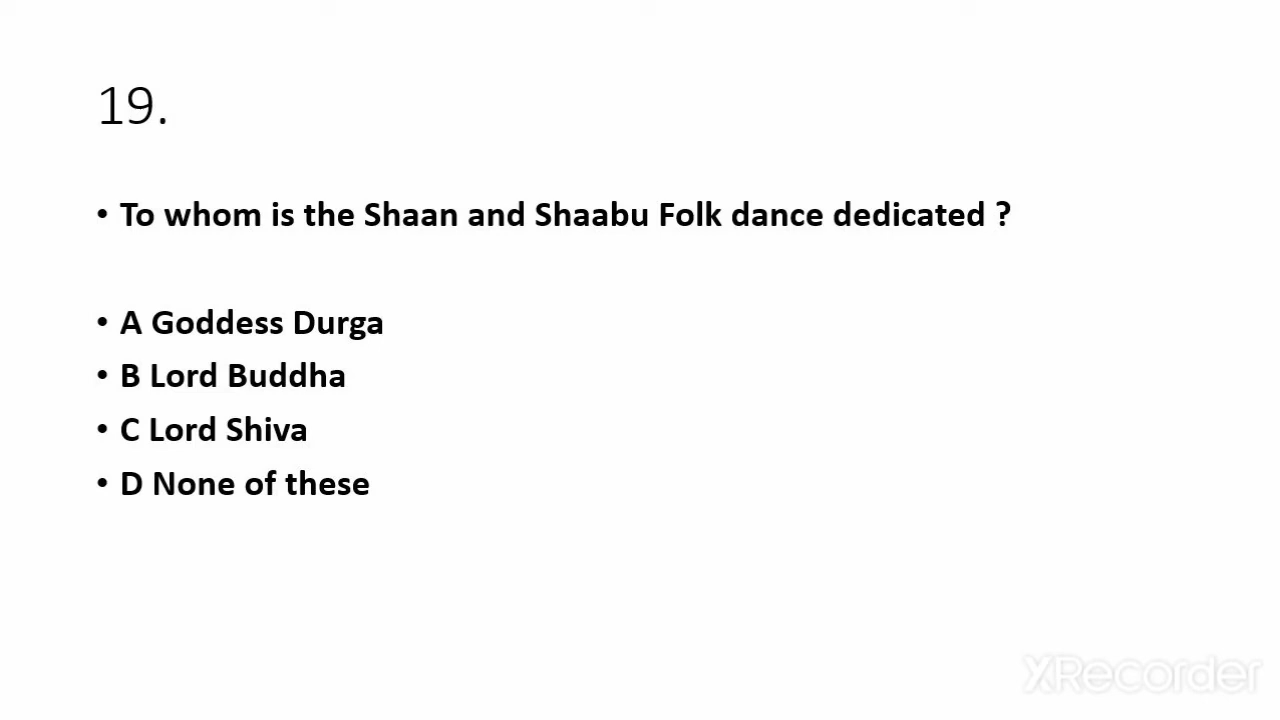 19.
• To whom is the Shaan and Shaabu Folk dance dedicated ?
• A Goddess Durga
• B Lord Buddha
• C Lord Shiva
• D None of these
XRecorder